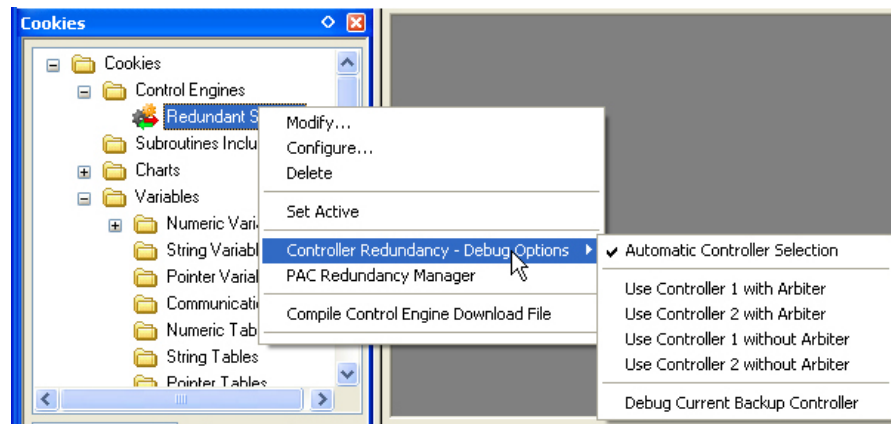 Cookies
Cookies
Control Engines
Redundant S
Subroutines Inclu
Charts
Variables
Numeric Vari
String Variabl
Pointer Varial
Communicati
Numeric Tab
String Tables
Pointer Tables
Modify...
Configure...
Delete
Set Active
Controller Redundancy - Debug Options
PAC Redundancy Manager
Compile Control Engine Download File
Automatic Controller Selection
Use Controller 1 with Arbiter
Use Controller 2 with Arbiter
Use Controller 1 without Arbiter
Use Controller 2 without Arbiter
Debug Current Backup Controller